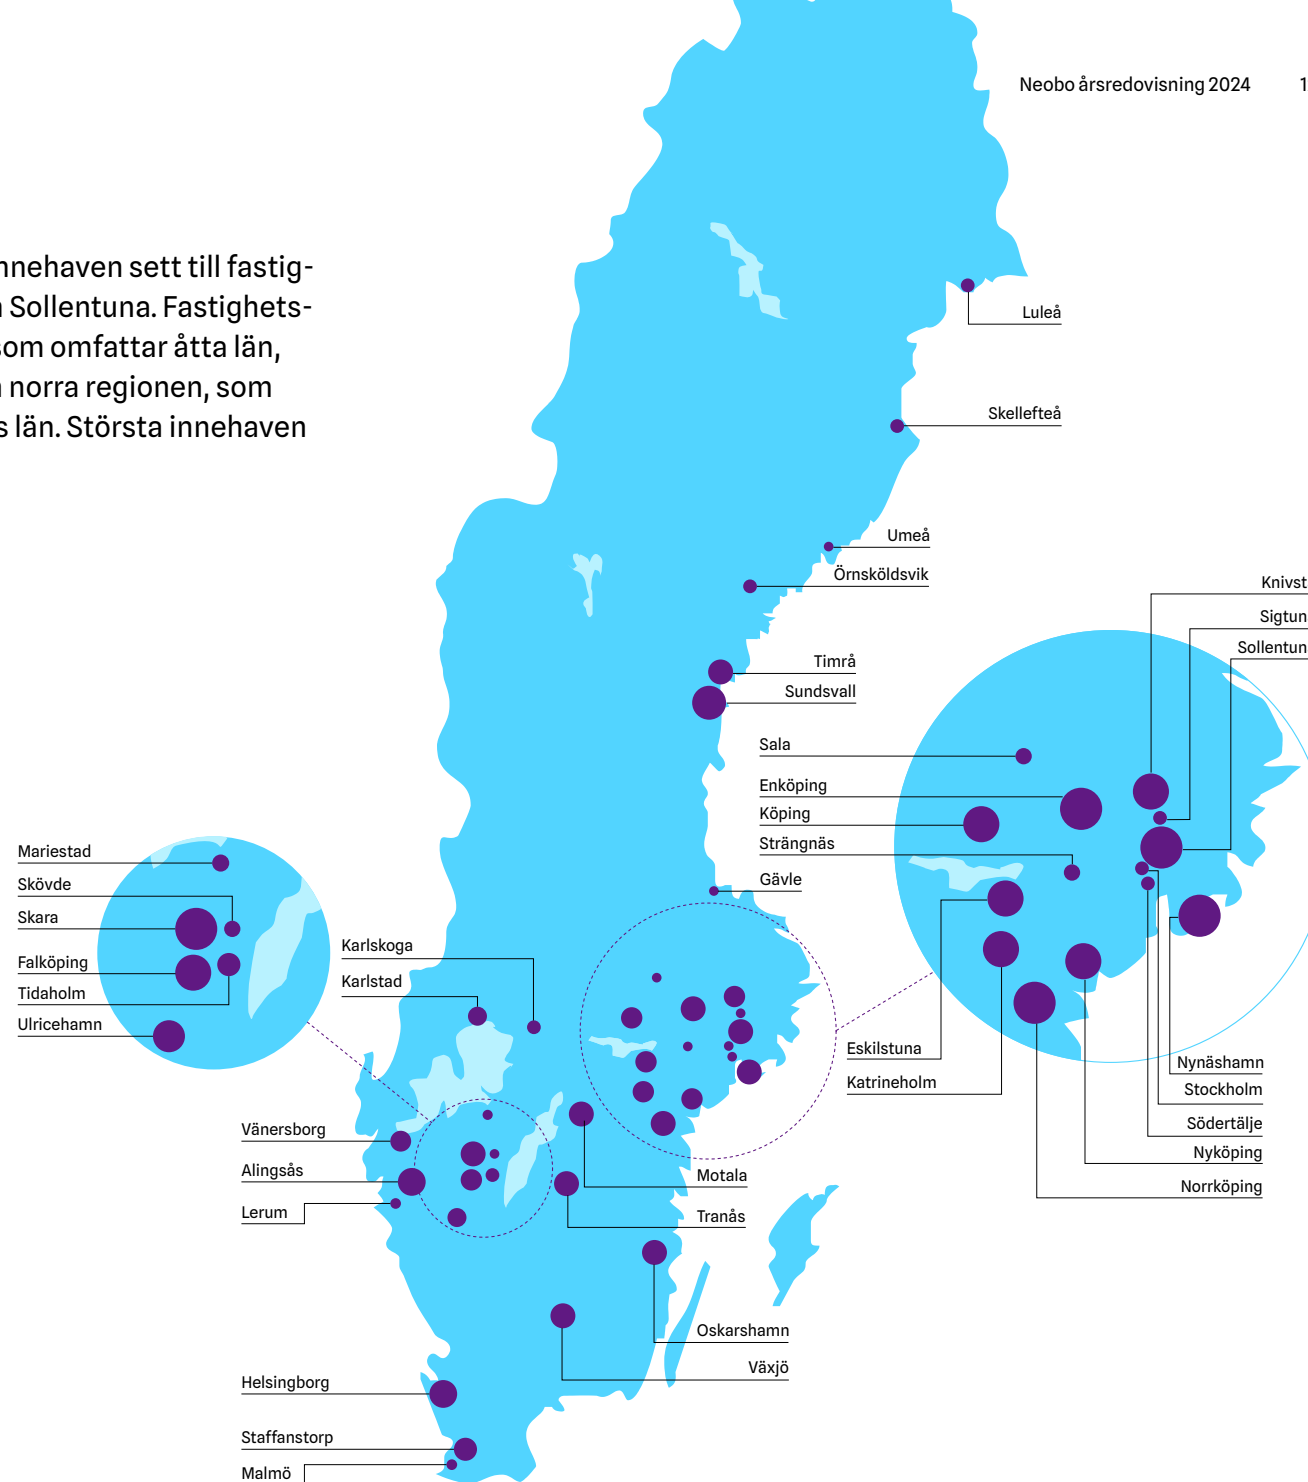 Neobo årsredovisning 2024 1
nnehaven sett till fastig-
Sollentuna. Fastighets-
som omfattar åtta län,
norra regionen, som
s län. Största innehaven
Luleå
Skellefteå
Umeå
Örnsköldsvik
Timrå
Sundsvall
Knivst
Sigtun
Sollentun
Sala
Enköping
Köping
Strängnäs
Gävle
Mariestad
Skövde
Skara
Falköping
Tidaholm
Ulricehamn
Karlskoga
Karlstad
Eskilstuna
Katrineholm
Nynäshamn
Stockholm
Södertälje
Nyköping
Norrköping
Vänersborg
Alingsås
Lerum
Motala
Tranås
Oskarshamn
Växjö
Helsingborg
Staffanstorp
Malmö